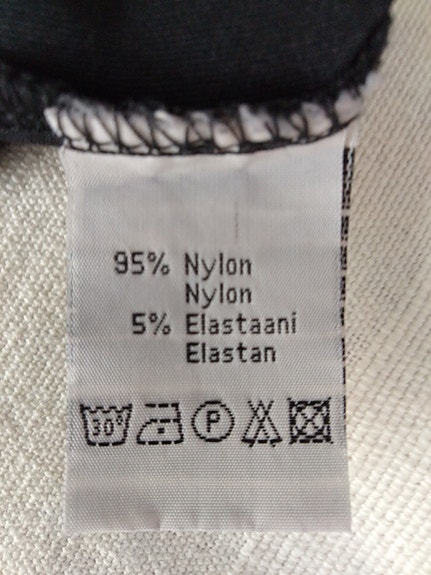 95% Nylon
Nylon
5% Elastaani
Elastan
30° P